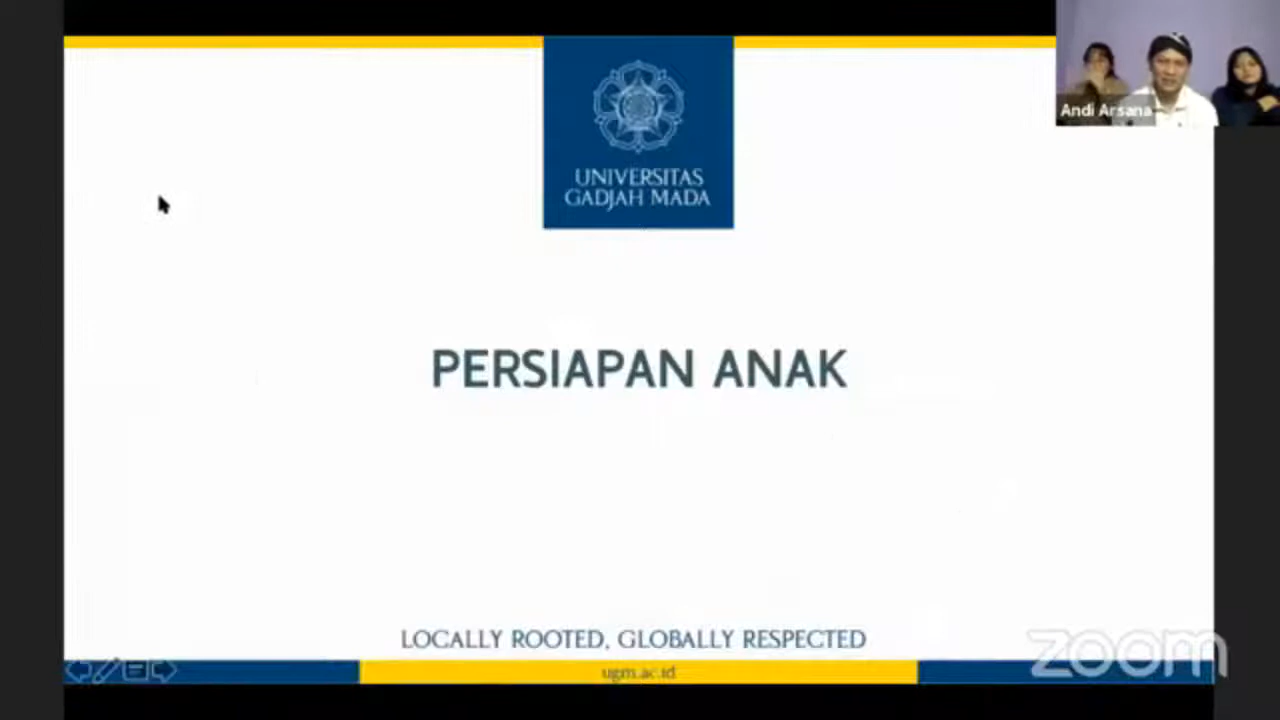 Andi Arsana
UNIVERSITAS
GADJAH MADA
PERSIAPAN ANAK
LOCALLY ROOTED, GLOBALLY RESPECTED
ugm.ac.id
zoom